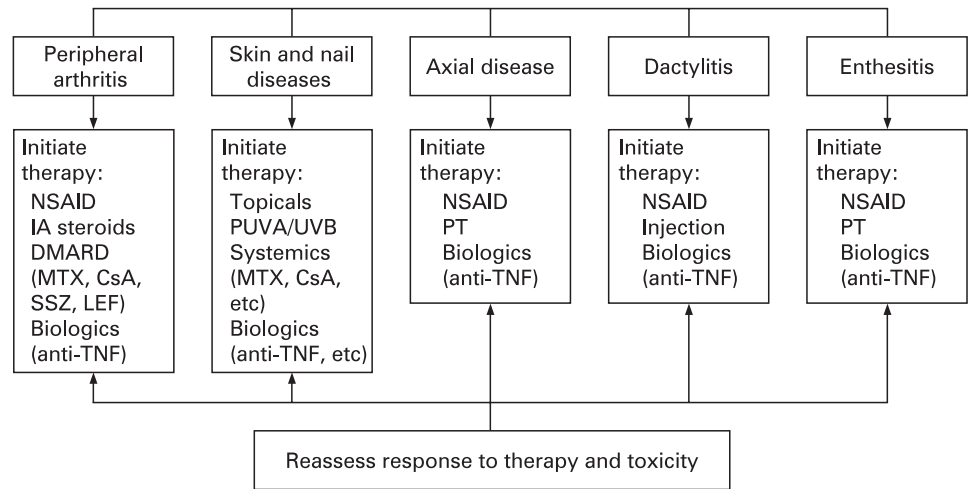 Peripheral
arthritis
Skin and nail
diseases
Axial disease
Dactylitis
Enthesitis
Initiate
therapy:
NSAID
IA steroids
DMARD
(MTX, CsA,
SSZ, LEF)
Biologics
(anti-TNF)
Initiate
therapy:
Topicals
PUVA/UVB
Systemics
(MTX, CsA,
etc)
Biologics
(anti-TNF, etc)
Initiate
therapy:
NSAID
PT
Biologics
(anti-TNF)
Initiate
therapy:
NSAID
Injection
Biologics
(anti-TNF)
Initiate
therapy:
NSAID
PT
Biologics
(anti-TNF)
Reassess response to therapy and toxicity